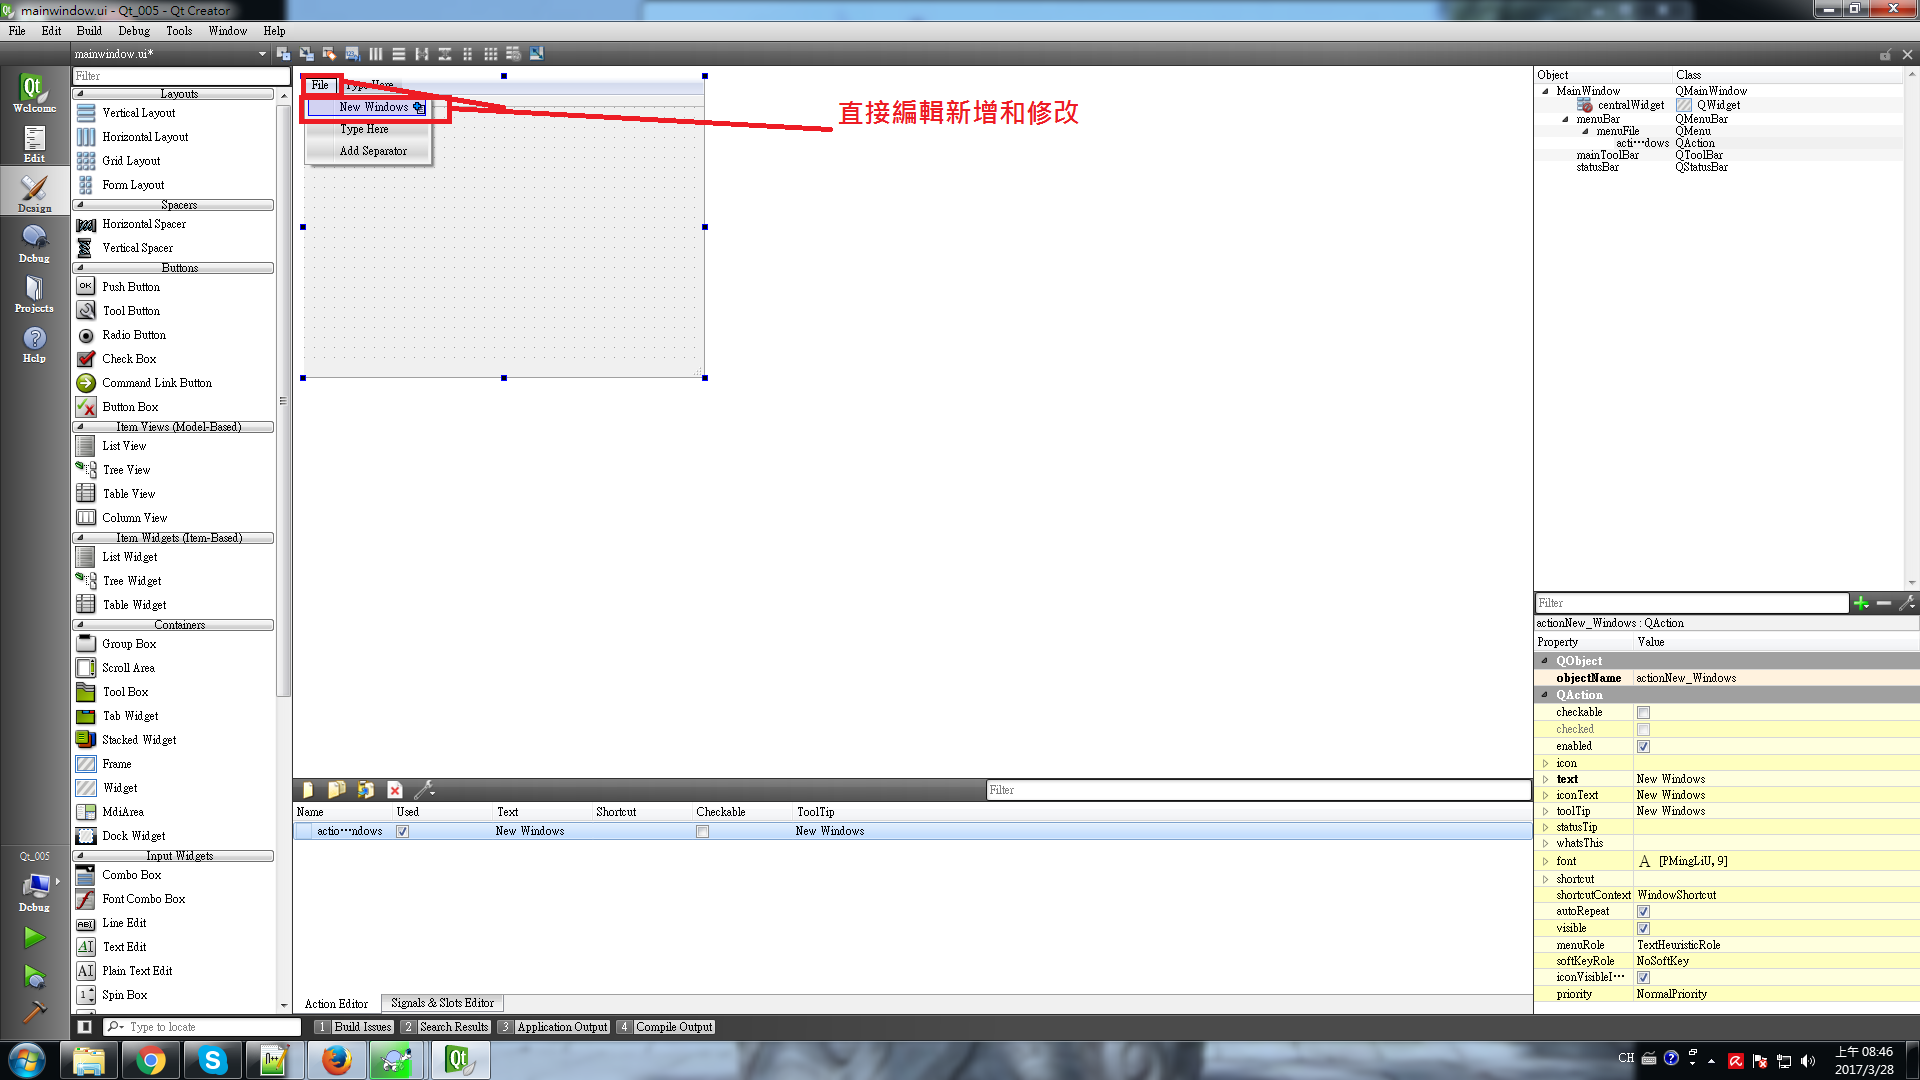 mainwindow.ui - Qt_005 - Qt Creator
File Edit Build Debug Tools Window Help
mainwindow.ui*
Welcome
Edit
Design
Debug
Projects
Help
Qt_005
Debug
Filter
Layouts
Vertical Layout
Horizontal Layout
Grid Layout
Form Layout
Spacers
Horizontal Spacer
Vertical Spacer
Buttons
Push Button
Tool Button
Radio Button
Check Box
Command Link Button
Button Box
Item Views (Model-Based)
List View
Tree View
Table View
Column View
Item Widgets (Item-Based)
List Widget
Tree Widget
Table Widget
Containers
Group Box
Scroll Area
Tool Box
Tab Widget
Stacked Widget
Frame
Widget
MdiArea
Dock Widget
Input Widgets
Combo Box
Font Combo Box
Line Edit
Text Edit
Plain Text Edit
Spin Box
File Type Here
New Windows
Type Here
Add Separator
直接編輯新增和修改
Filter
Name Used Text Shortcut Checkable ToolTip
actio…ndows New Windows New Windows
Action Editor Signals & Slots Editor
Object Class
MainWindow QMainWindow
centralWidget QWidget
menuBar QMenuBar
menuFile QMenu
acti…dows QAction
mainToolBar QToolBar
statusBar QStatusBar
Filter
actionNew_Windows : QAction
Property Value
QObject
objectName actionNew_Windows
QAction
checkable
checked
enabled
icon
text New Windows
iconText New Windows
toolTip New Windows
statusTip
whatsThis
font A [PMingLiU, 9]
shortcut
shortcutContext WindowShortcut
autoRepeat
visible
menuRole TextHeuristicRole
softKeyRole NoSoftKey
iconVisibleI…
priority NormalPriority
Type to locate 1 Build Issues 2 Search Results 3 Application Output 4 Compile Output
CH
上午 08:46
2017/3/28